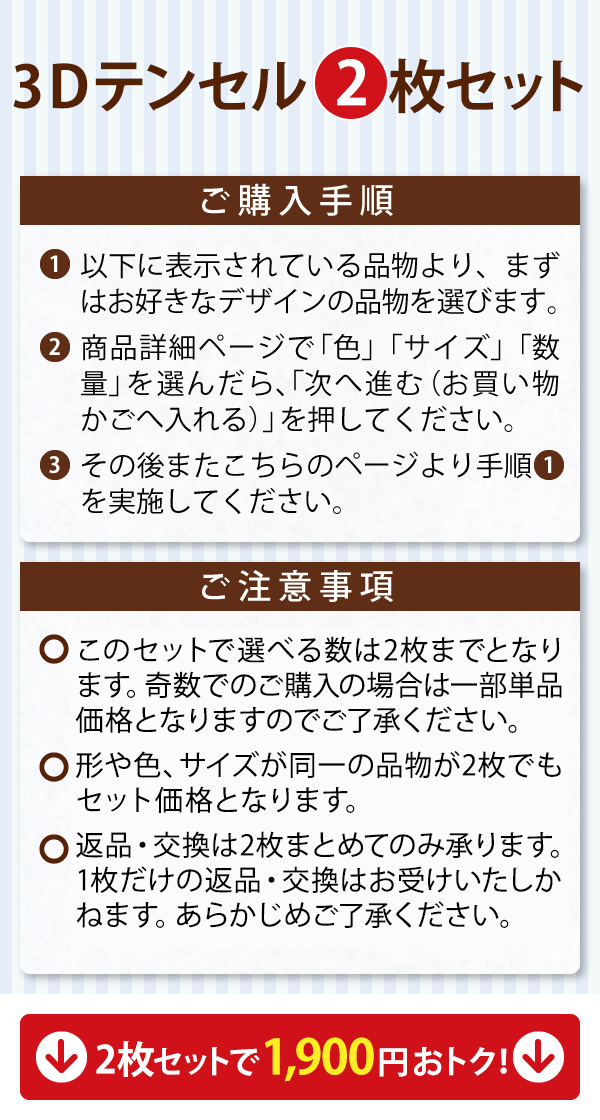 3Dテンセル2枚セット
ご購入手順
❶ 以下に表示されている品物より、まず
はお好きなデザインの品物を選びます。
❷ 商品詳細ページで「色」「サイズ」「数
量」を選んだら、「次へ進む（お買い物
かごへ入れる）」を押してください。
❸ その後またこちらのページより手順❶
を実施してください。
ご注意事項
○ このセットで選べる数は2枚までとなり
ます。奇数でのご購入の場合は一部単品
価格となりますのでご了承ください。
○ 形や色、サイズが同一の品物が2枚でも
セット価格となります。
○ 返品・交換は2枚まとめてのみ承ります。
1枚だけの返品・交換はお受けいたしか
ねます。あらかじめご了承ください。
2枚セットで1,900円おトク!